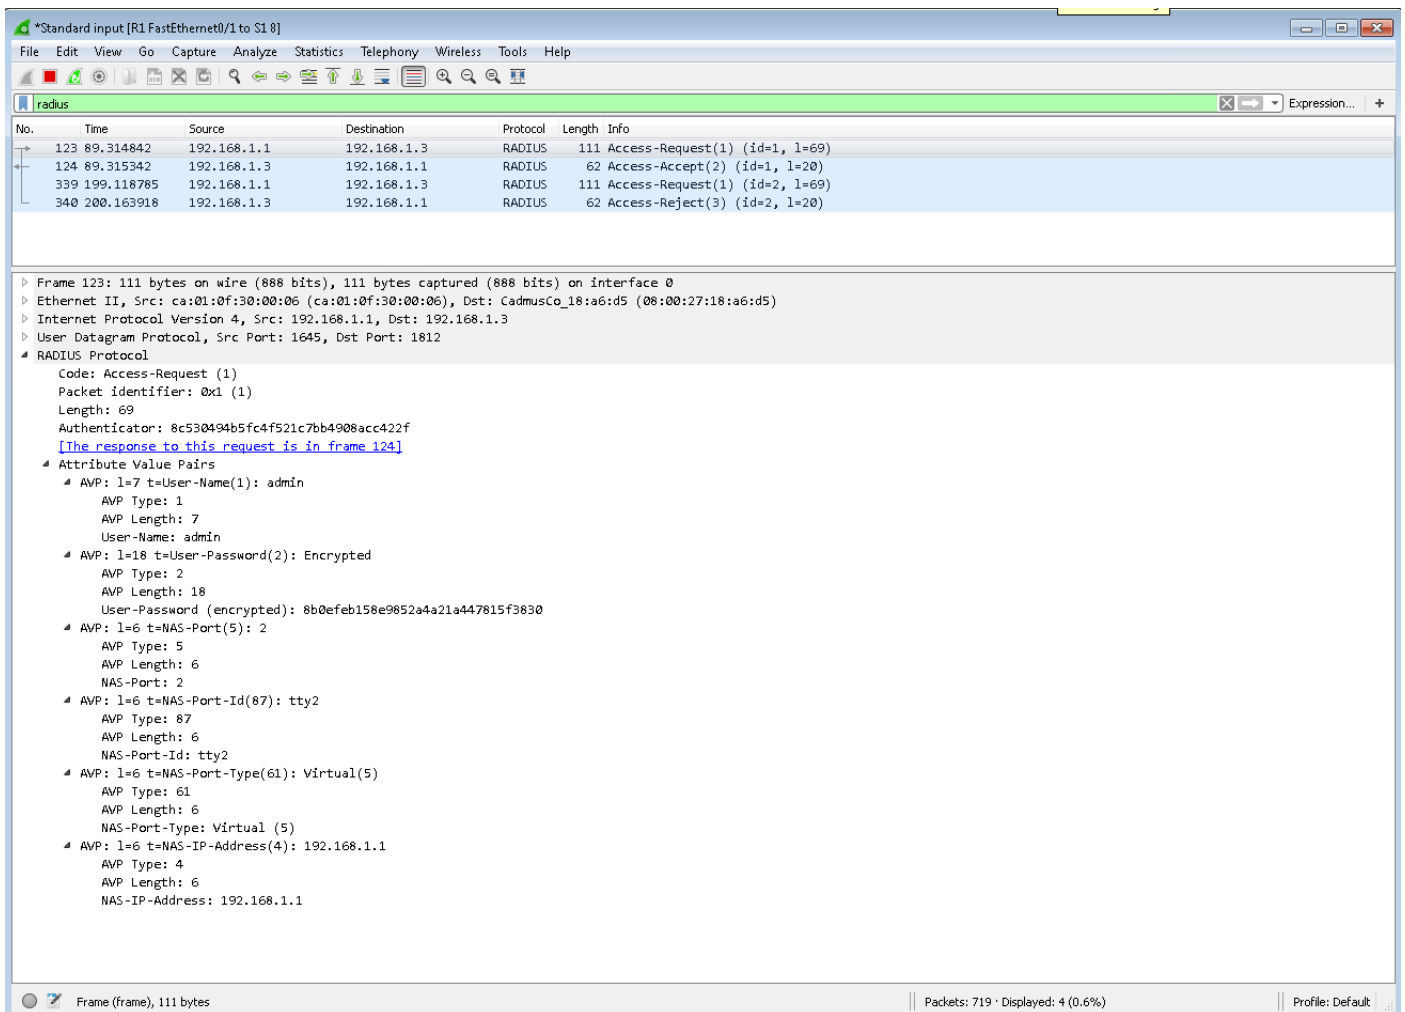 *Standard input [R1 FastEthernet0/1 to S1 8]
File Edit View Go Capture Analyze Statistics Telephony Wireless Tools Help
radius Expression... +
No. Time Source Destination Protocol Length Info
123 89.314842 192.168.1.1 192.168.1.3 RADIUS 111 Access-Request(1) (id=1, l=69)
124 89.315342 192.168.1.3 192.168.1.1 RADIUS 62 Access-Accept(2) (id=1, l=20)
339 199.118785 192.168.1.1 192.168.1.3 RADIUS 111 Access-Request(1) (id=2, l=69)
340 200.163918 192.168.1.3 192.168.1.1 RADIUS 62 Access-Reject(3) (id=2, l=20)
Frame 123: 111 bytes on wire (888 bits), 111 bytes captured (888 bits) on interface 0
Ethernet II, Src: ca:01:0f:30:00:06 (ca:01:0f:30:00:06), Dst: CadmusCo_18:a6:d5 (08:00:27:18:a6:d5)
Internet Protocol Version 4, Src: 192.168.1.1, Dst: 192.168.1.3
User Datagram Protocol, Src Port: 1645, Dst Port: 1812
RADIUS Protocol
Code: Access-Request (1)
Packet identifier: 0x1 (1)
Length: 69
Authenticator: 8c530494b5fc4f521c7bb4908acc422f
[The response to this request is in frame 124]
Attribute Value Pairs
AVP: l=7 t=User-Name(1): admin
AVP Type: 1
AVP Length: 7
User-Name: admin
AVP: l=18 t=User-Password(2): Encrypted
AVP Type: 2
AVP Length: 18
User-Password (encrypted): 8b0efeb158e9852a4a21a447815f3830
AVP: l=6 t=NAS-Port(5): 2
AVP Type: 5
AVP Length: 6
NAS-Port: 2
AVP: l=6 t=NAS-Port-Id(87): tty2
AVP Type: 87
AVP Length: 6
NAS-Port-Id: tty2
AVP: l=6 t=NAS-Port-Type(61): Virtual(5)
AVP Type: 61
AVP Length: 6
NAS-Port-Type: Virtual (5)
AVP: l=6 t=NAS-IP-Address(4): 192.168.1.1
AVP Type: 4
AVP Length: 6
NAS-IP-Address: 192.168.1.1
Frame (frame), 111 bytes Packets: 719 · Displayed: 4 (0.6%) Profile: Default